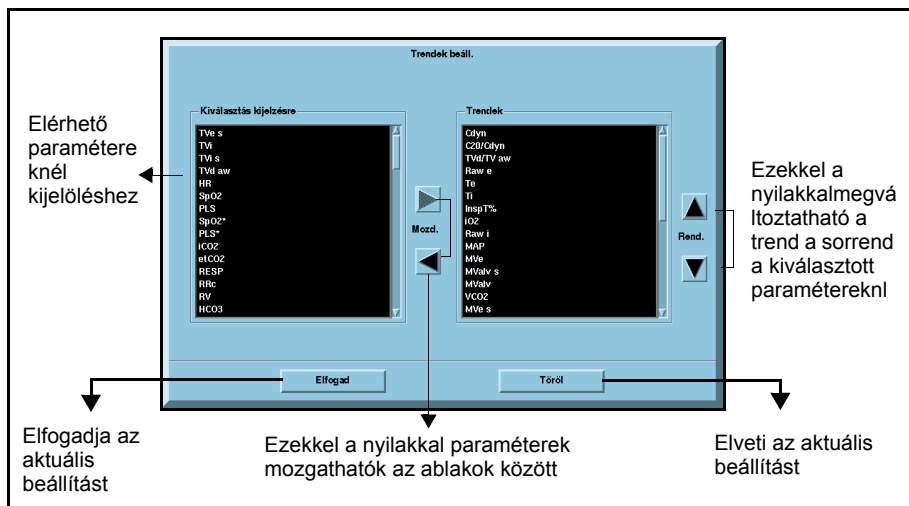 Trendek beáll.
Kiválasztás kijelzésre
TVe s
TVi
TVi s
TVd aw
HR
SpO2
PLS
SpO2*
PLS*
iCO2
etCO2
RESP
RRc
RV
HCO3
Mozd.
Trendek
Cdyn
C20/Cdyn
TVd/TV aw
Raw e
Te
Ti
InspT%
iO2
Raw i
MAP
MVe
MValv s
MValv
VCO2
MVe s
Rend.
Elfogad
Töröl
Elérhető
paramétere
knél
kijelöléshez
Ezekkel a
nyilakkalmegvá
ltoztatható a
trend a sorrend
a kiválasztott
paramétereknl
Elfogadja az
aktuális
beállítást
Ezekkel a nyilakkal paraméterek
mozgathatók az ablakok között
Elveti az aktuális
beállítást